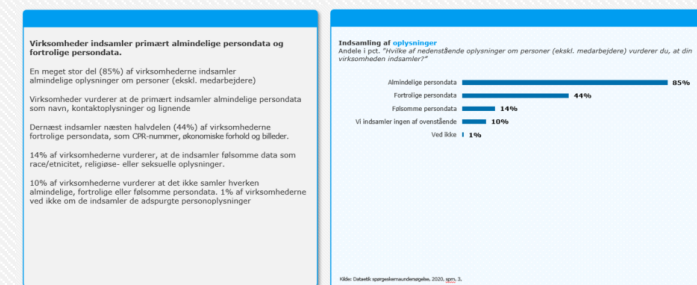 Virksomheder indsamler primært almindelige persondata og
fortrolige persondata.
En meget stor del (85%) af virksomhederne indsamler
almindelige oplysninger om personer (ekskl. medarbejdere)
Virksomheder vurderer at de primært indsamler almindelige persondata
som navn, kontaktoplysninger og lignende
Dernæst indsamler næsten halvdelen (44%) af virksomhederne
fortrolige persondata, som CPR-nummer, økonomiske forhold og billeder.
14% af virksomhederne vurderer, at de indsamler følsomme data som
race/etnicitet, religiøse- eller seksuelle oplysninger.
10% af virksomhederne vurderer at det ikke samler hverken
almindelige, fortrolige eller følsomme persondata. 1% af virksomhederne
ved ikke om de indsamler de adspurgte personoplysninger
Indsamling af oplysninger
Andele i pct. "Hvilke af nedenstående oplysninger om personer (ekskl. medarbejdere) vurderer du, at din
virksomheden indsamler?"
Almindelige persondata 85%
Fortrolige persondata 44%
Følsomme persondata 14%
Vi indsamler ingen af ovenstående 10%
Ved ikke 1%
Kilde: Dataetik spørgeskemaundersøgelse, 2020, spm. 3.